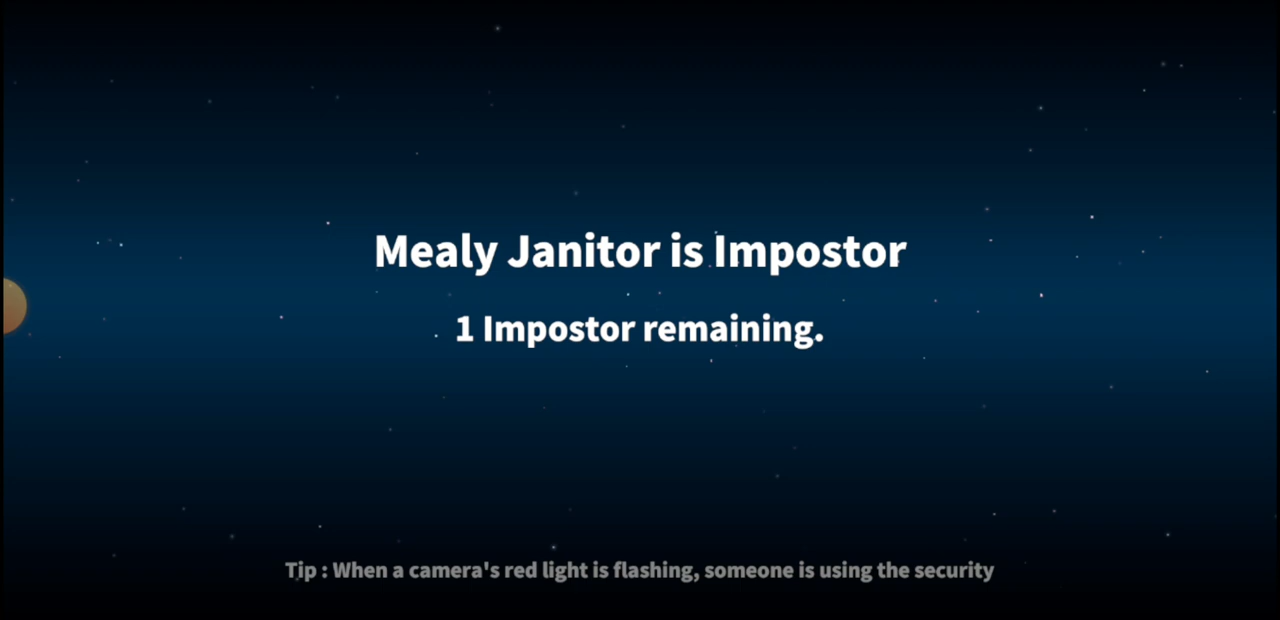 Mealy Janitor is Impostor
1 Impostor remaining.
Tip : When a camera's red light is flashing, someone is using the security